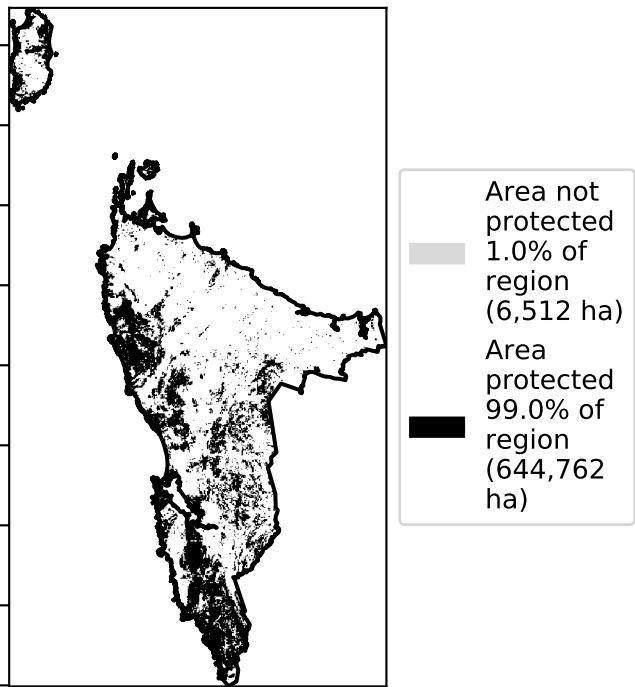 Area not
protected
1.0% of
region
(6,512 ha)
Area
protected
99.0% of
region
(644,762
ha)